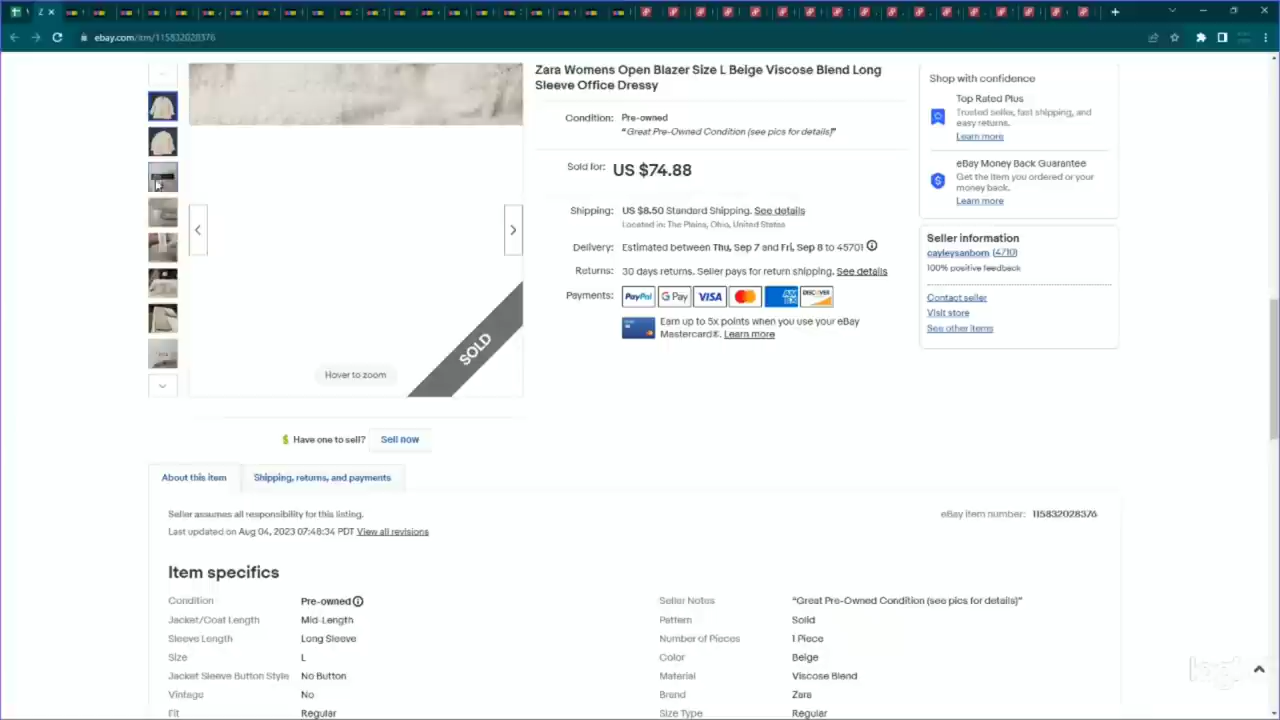 ebay.com/itm/115832028376
Zara Womens Open Blazer Size L Beige Viscose Blend Long
Sleeve Office Dressy
Condition: Pre-owned
“Great Pre-Owned Condition (see pics for details)”
Sold for: US $74.88
Shipping: US $8.50 Standard Shipping. See details
Located in: The Plains, Ohio, United States
Delivery: Estimated between Thu, Sep 7 and Fri, Sep 8 to 45701
Returns: 30 days returns. Seller pays for return shipping. See details
Payments: PayPal G Pay VISA MasterCard AM EX DISCOVER
Earn up to 5x points when you use your eBay
Mastercard®. Learn more
Shop with confidence
Top Rated Plus
Trusted seller, fast shipping, and
easy returns.
Learn more
eBay Money Back Guarantee
Get the item you ordered or your
money back.
Learn more
Seller information
cayleysanborn (4710)
100% positive feedback
Contact seller
Visit store
See other items
SOLD
Hover to zoom
Have one to sell? Sell now
About this item
Shipping, returns, and payments
Seller assumes all responsibility for this listing.
Last updated on Aug 04, 2023 07:48:34 PDT View all revisions
eBay item number: 115832028376
Item specifics
Condition Pre-owned
Seller Notes “Great Pre-Owned Condition (see pics for details)”
Jacket/Coat Length Mid-Length
Pattern Solid
Sleeve Length Long Sleeve
Number of Pieces 1 Piece
Size L
Color Beige
Jacket Sleeve Button Style No Button
Material Viscose Blend
Vintage No
Brand Zara
Fit Regular
Size Type Regular